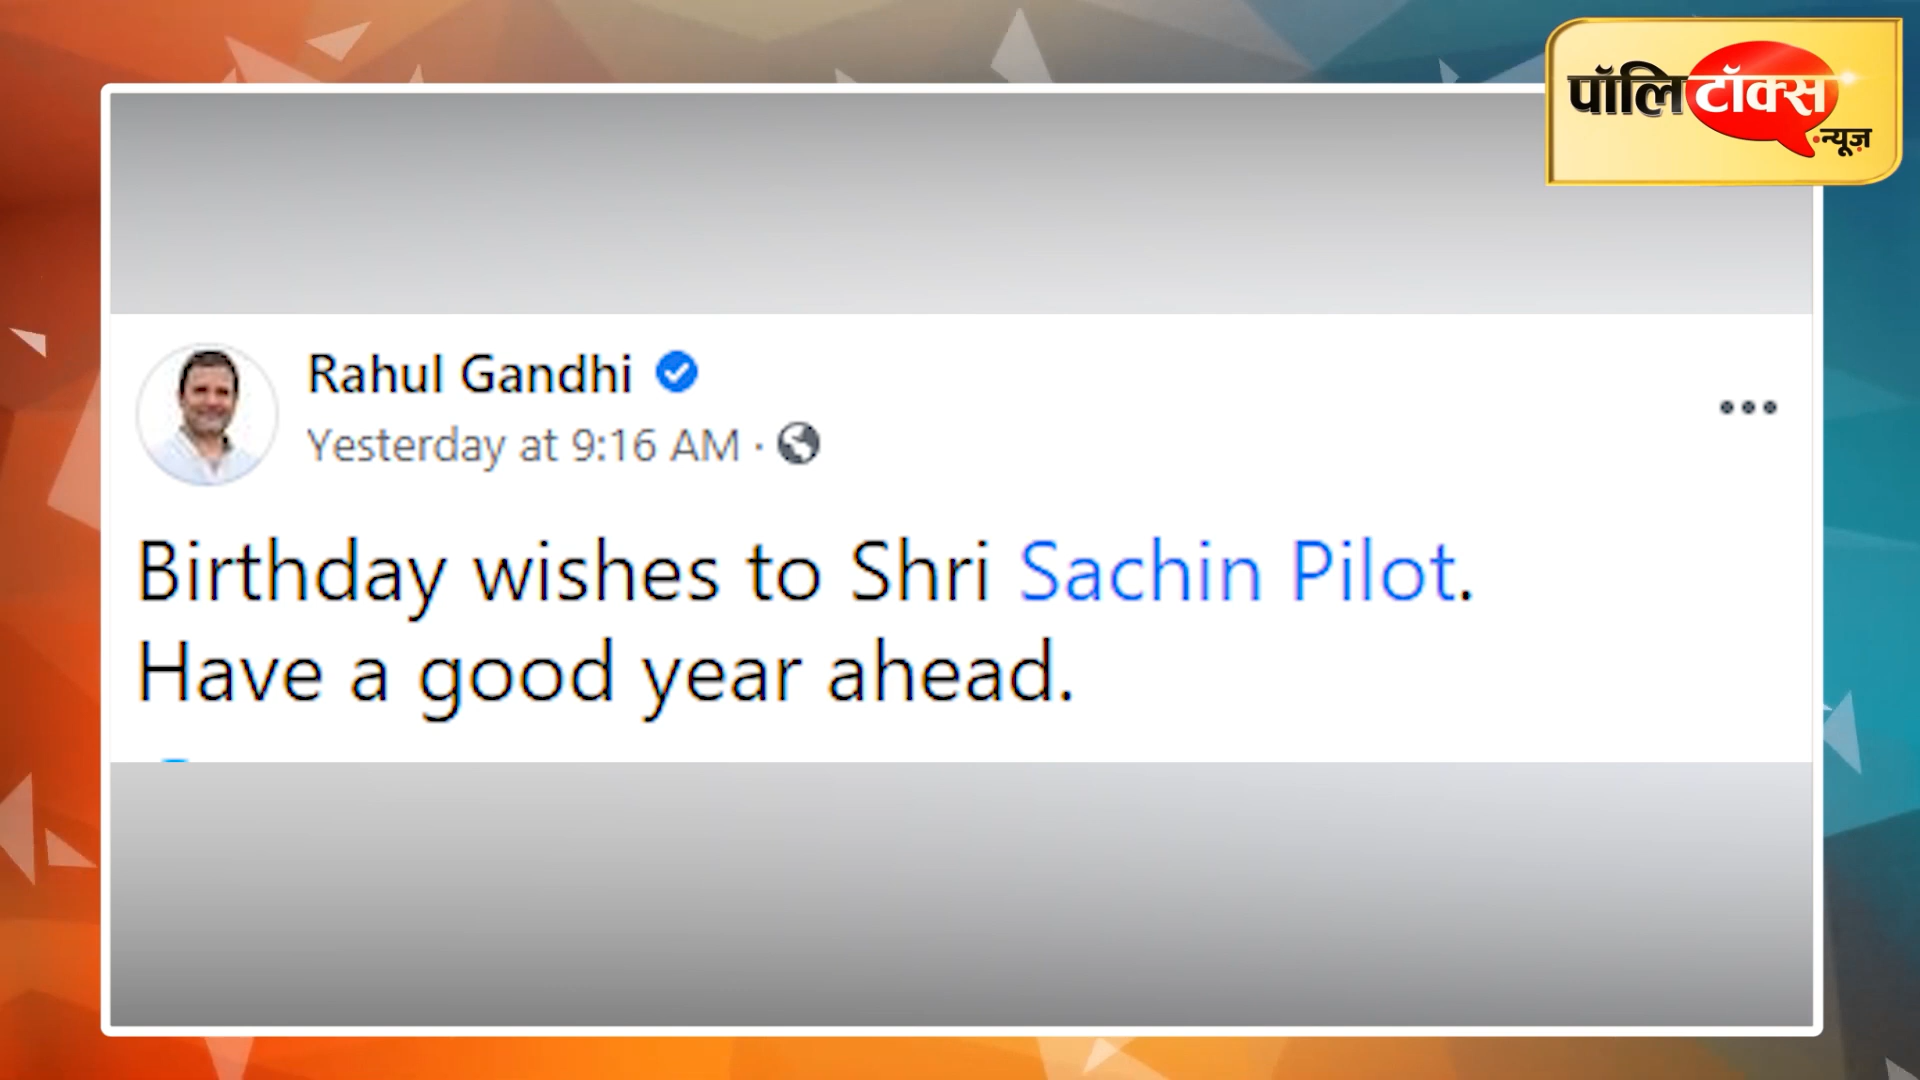 पॉलिटॉक्स
.न्यूज़
Rahul Gandhi
Yesterday at 9:16 AM ·
Birthday wishes to Shri Sachin Pilot.
Have a good year ahead.